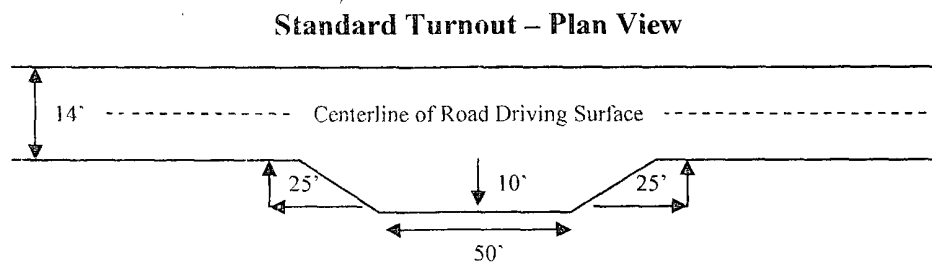 Standard Turnout – Plan View
14' Centerline of Road Driving Surface
25' 10' 25'
50'